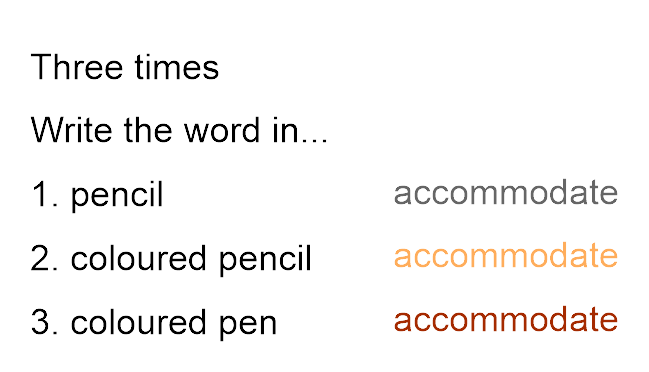 Three times
Write the word in...
1. pencil accommodate
2. coloured pencil accommodate
3. coloured pen accommodate